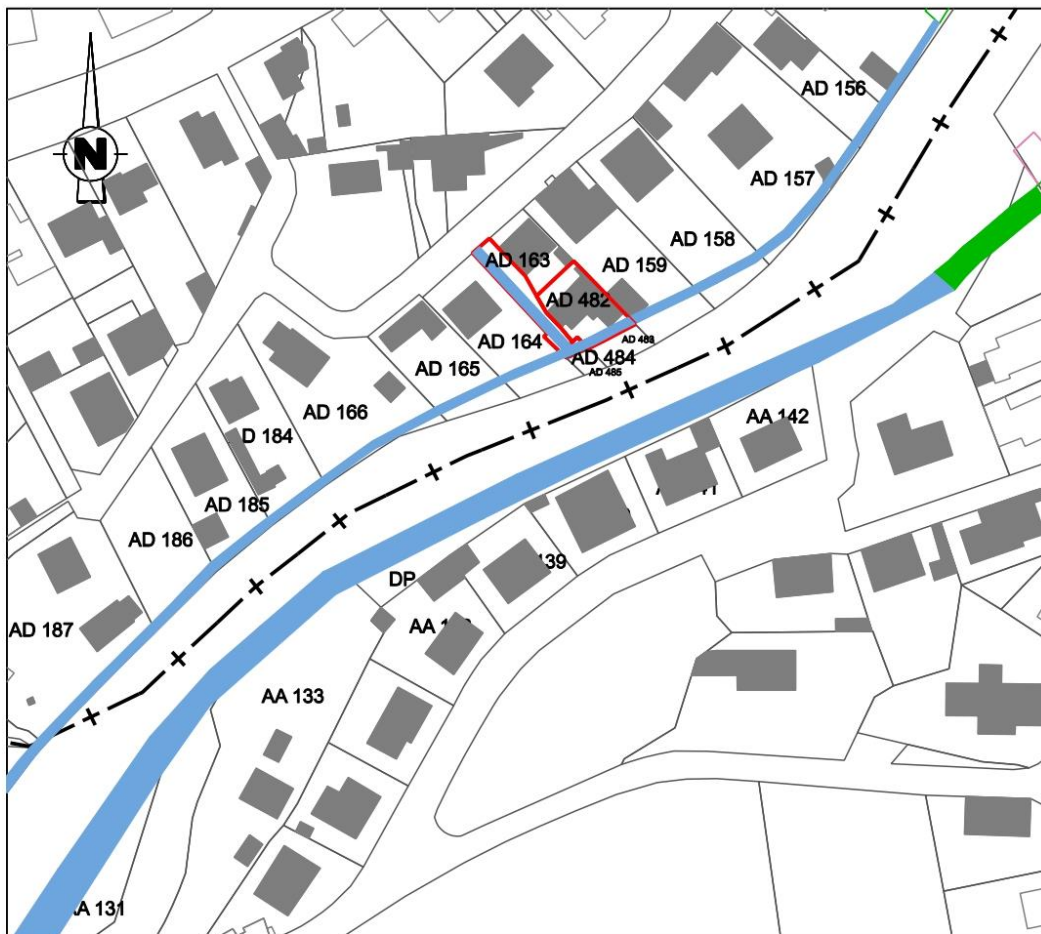 AD 156
N
AD 157
AD 158
AD 163
AD 159
AD 482
AD 164
AD 483
AD 484
AD 165
AD 485
AD 166
AA 142
D 184
AD 185
AD 186
139
DP
AD 187
AA
AA 133
AA 131